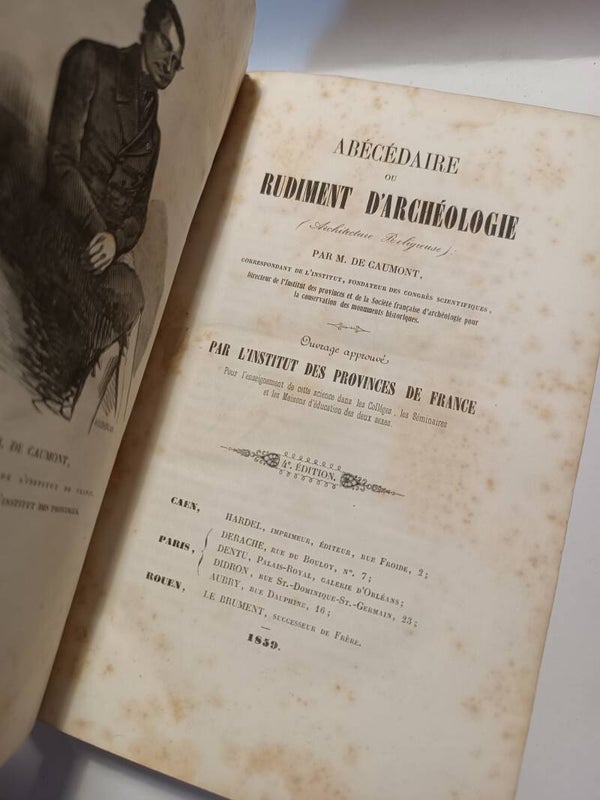 DE CAUMONT,
DE L'INSTITUT DE
L'INSTITUT DES PROVINCES.
ABÉCÉDAIRE
OU
RUDIMENT D'ARCHÉOLOGIE
(Architecture Religieuse);
PAR M. DE CAUMONT,
CORRESPONDANT DE L'INSTITUT, FONDATEUR DES CONGRÈS SCIENTIFIQUES,
Directeur de l'Institut des provinces et de la Société française d'archéologie pour
la conservation des monuments historiques.
Ouvrage approuvé
PAR L'INSTITUT DES PROVINCES DE FRANCE
Pour l'enseignement de cette science dans les Colléges, les Séminaires
et les Maisons d'éducation des deux sexes.
4e. ÉDITION.
CAEN,
HARDEL, IMPRIMEUR, ÉDITEUR, RUE FROIDE, 2;
PARIS,
DERACHE, RUE DU BOULOY, No. 7;
DENTU, PALAIS-ROYAL, GALERIE D'ORLÉANS;
DIDRON, RUE ST.-DOMINIQUE-ST.-GERMAIN, 23;
AUBRY, RUE DAUPHINE, 16;
ROUEN,
LE BRUMENT, SUCCESSEUR DE FRÈRE.
1859.